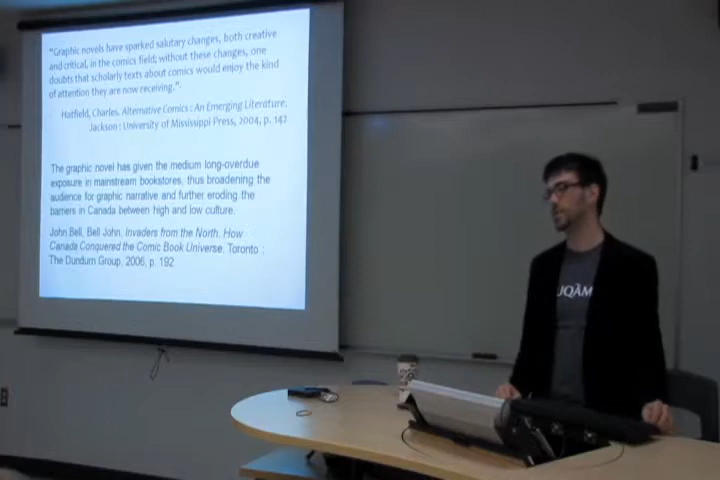 "Graphic novels have sparked salutary changes, both creative
and critical, in the comics field; without these changes, one
doubts that scholarly texts about comics would enjoy the kind
of attention they are now receiving."
Hatfield, Charles, Alternative Comics : An Emerging Literature.
Jackson : University of Mississippi Press, 2004, p. 147
The graphic novel has given the medium long-overdue
exposure in mainstream bookstores, thus broadening the
audience for graphic narrative and further eroding the
barriers in Canada between high and low culture.
John Bell, Bell John, Invaders from the North. How
Canada Conquered the Comic Book Universe, Toronto :
The Dundurn Group, 2006, p. 192
UQÀM